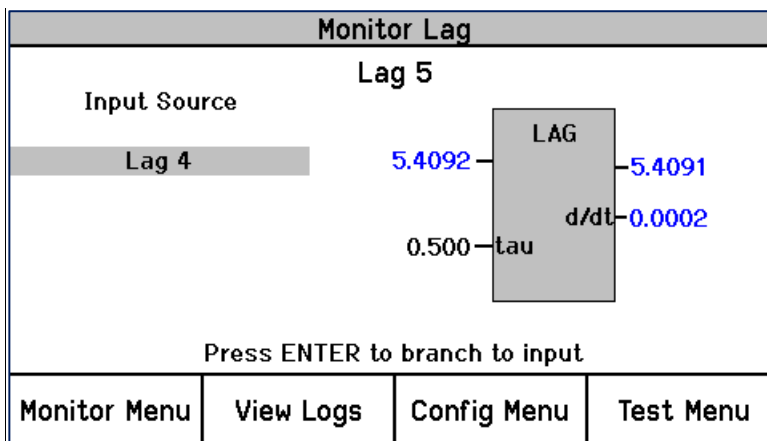 Monitor Lag
Lag 5
Input Source
Lag 4
LAG
5.4092
5.4091
d/dt
0.0002
0.500
tau
Press ENTER to branch to input
Monitor Menu
View Logs
Config Menu
Test Menu